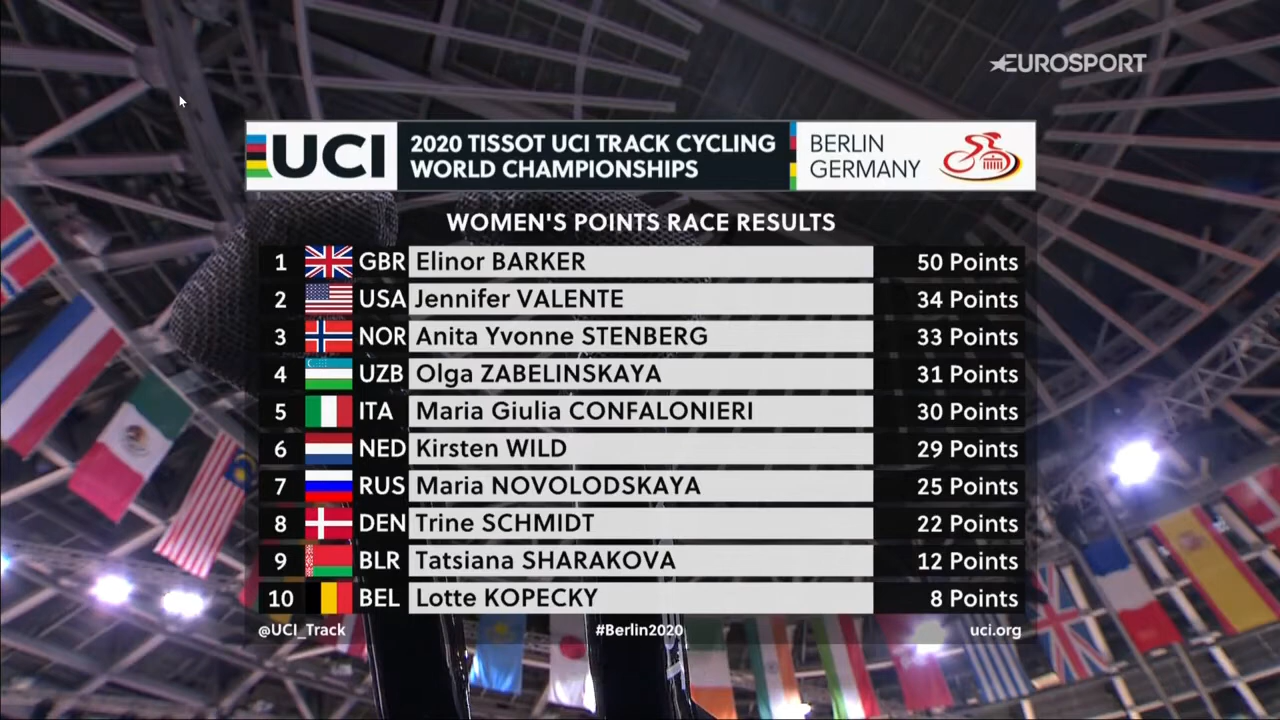 EUROSPORT
UCI
2020 TISSOT UCI TRACK CYCLING
WORLD CHAMPIONSHIPS
BERLIN
GERMANY
WOMEN'S POINTS RACE RESULTS
1 GBR Elinor BARKER 50 Points
2 USA Jennifer VALENTE 34 Points
3 NOR Anita Yvonne STENBERG 33 Points
4 UZB Olga ZABELINSKAYA 31 Points
5 ITA Maria Giulia CONFALONIERI 30 Points
6 NED Kirsten WILD 29 Points
7 RUS Maria NOVOLODSKAYA 25 Points
8 DEN Trine SCHMIDT 22 Points
9 BLR Tatsiana SHARAKOVA 12 Points
10 BEL Lotte KOPECKY 8 Points
@UCI_Track #Berlin2020 uci.org